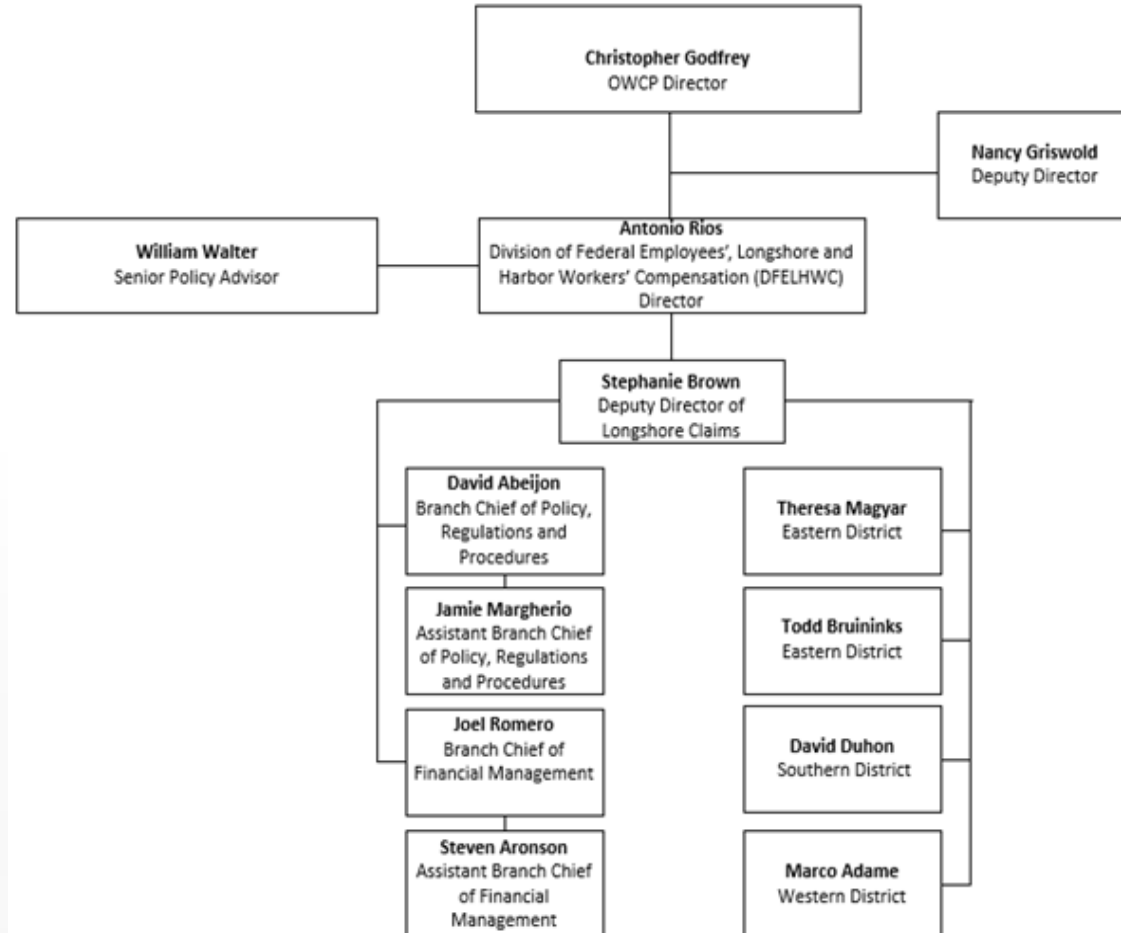 Christopher Godfrey
OWCP Director
Nancy Griswold
Deputy Director
William Walter
Senior Policy Advisor
Antonio Rios
Division of Federal Employees', Longshore and
Harbor Workers' Compensation (DFELHWC)
Director
Stephanie Brown
Deputy Director of
Longshore Claims
David Abeijon
Branch Chief of Policy,
Regulations and
Procedures
Jamie Margherio
Assistant Branch Chief
of Policy, Regulations
and Procedures
Joel Romero
Branch Chief of
Financial Management
Steven Aronson
Assistant Branch Chief
of Financial
Management
Theresa Magyar
Eastern District
Todd Bruininks
Eastern District
David Duhon
Southern District
Marco Adame
Western District